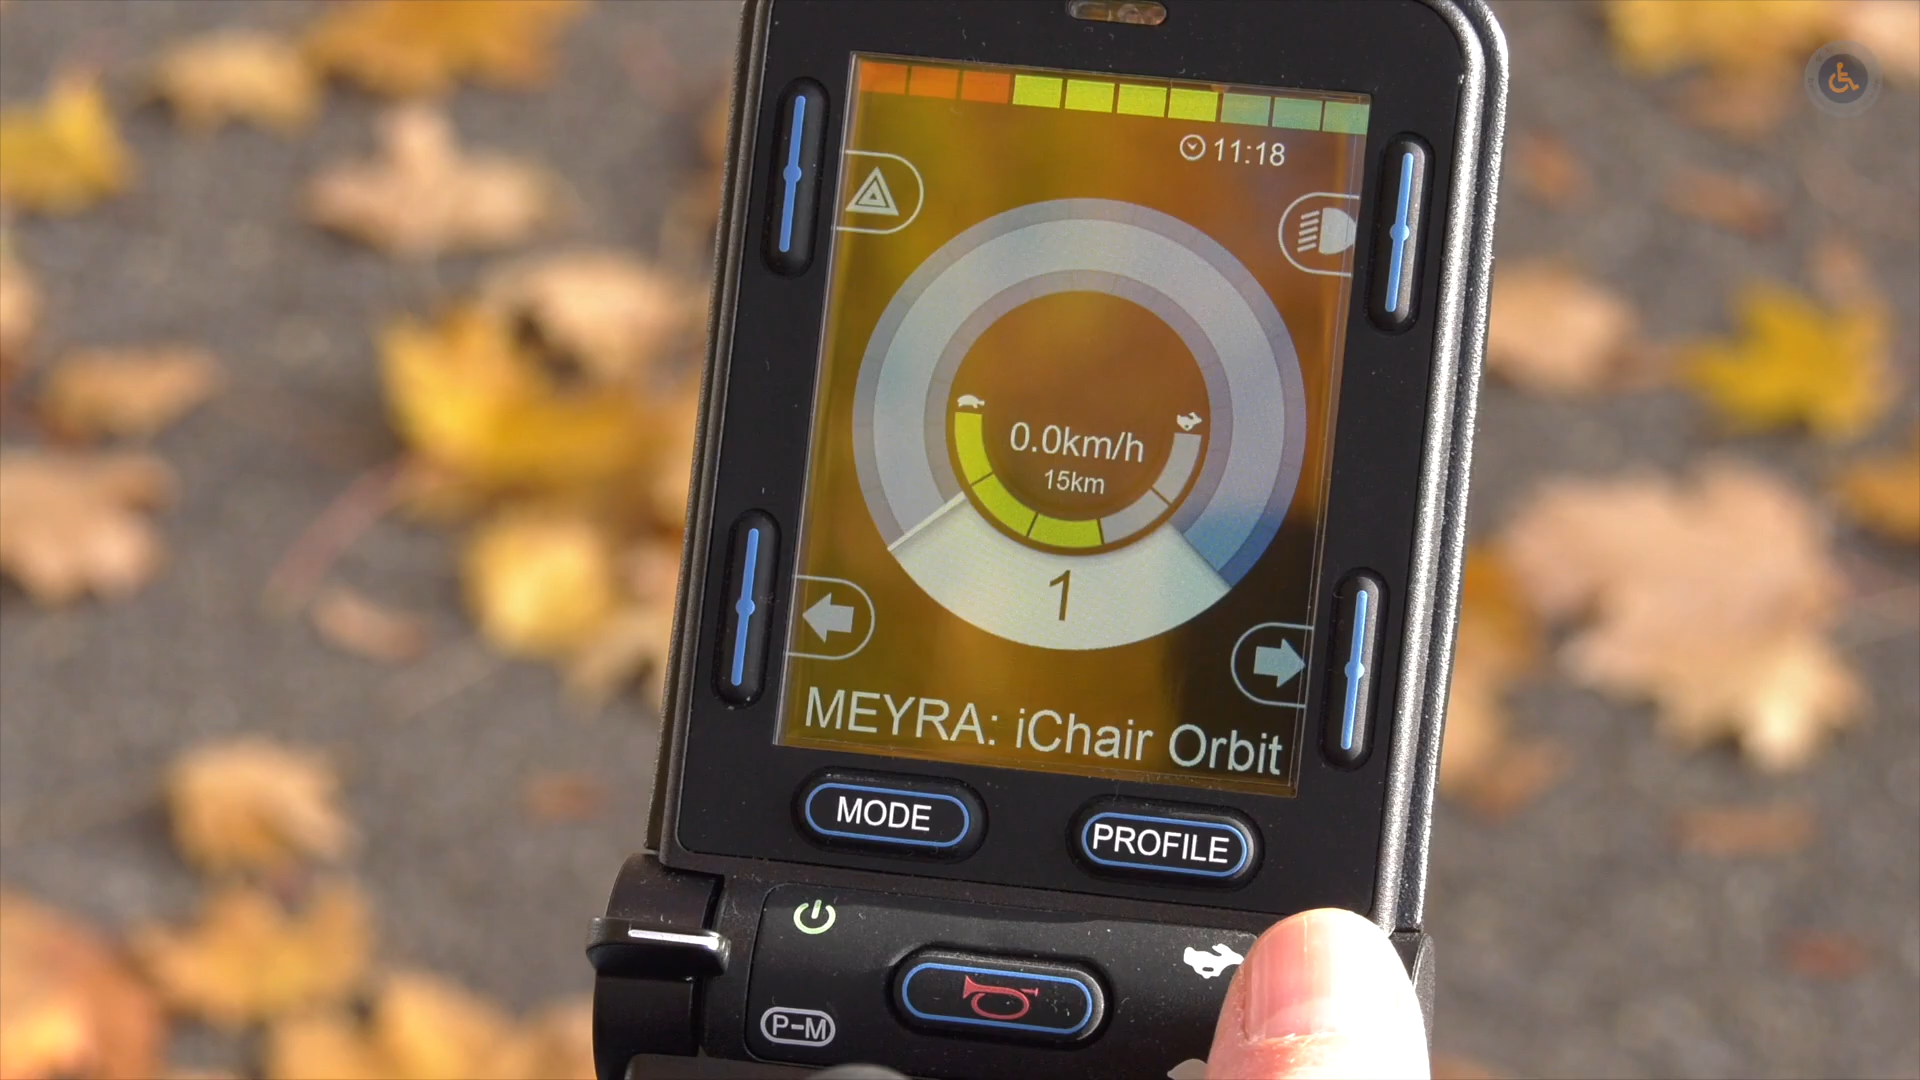 11:18
0.0km/h
15km
1
MEYRA: iChair Orbit
MODE
PROFILE
P-M